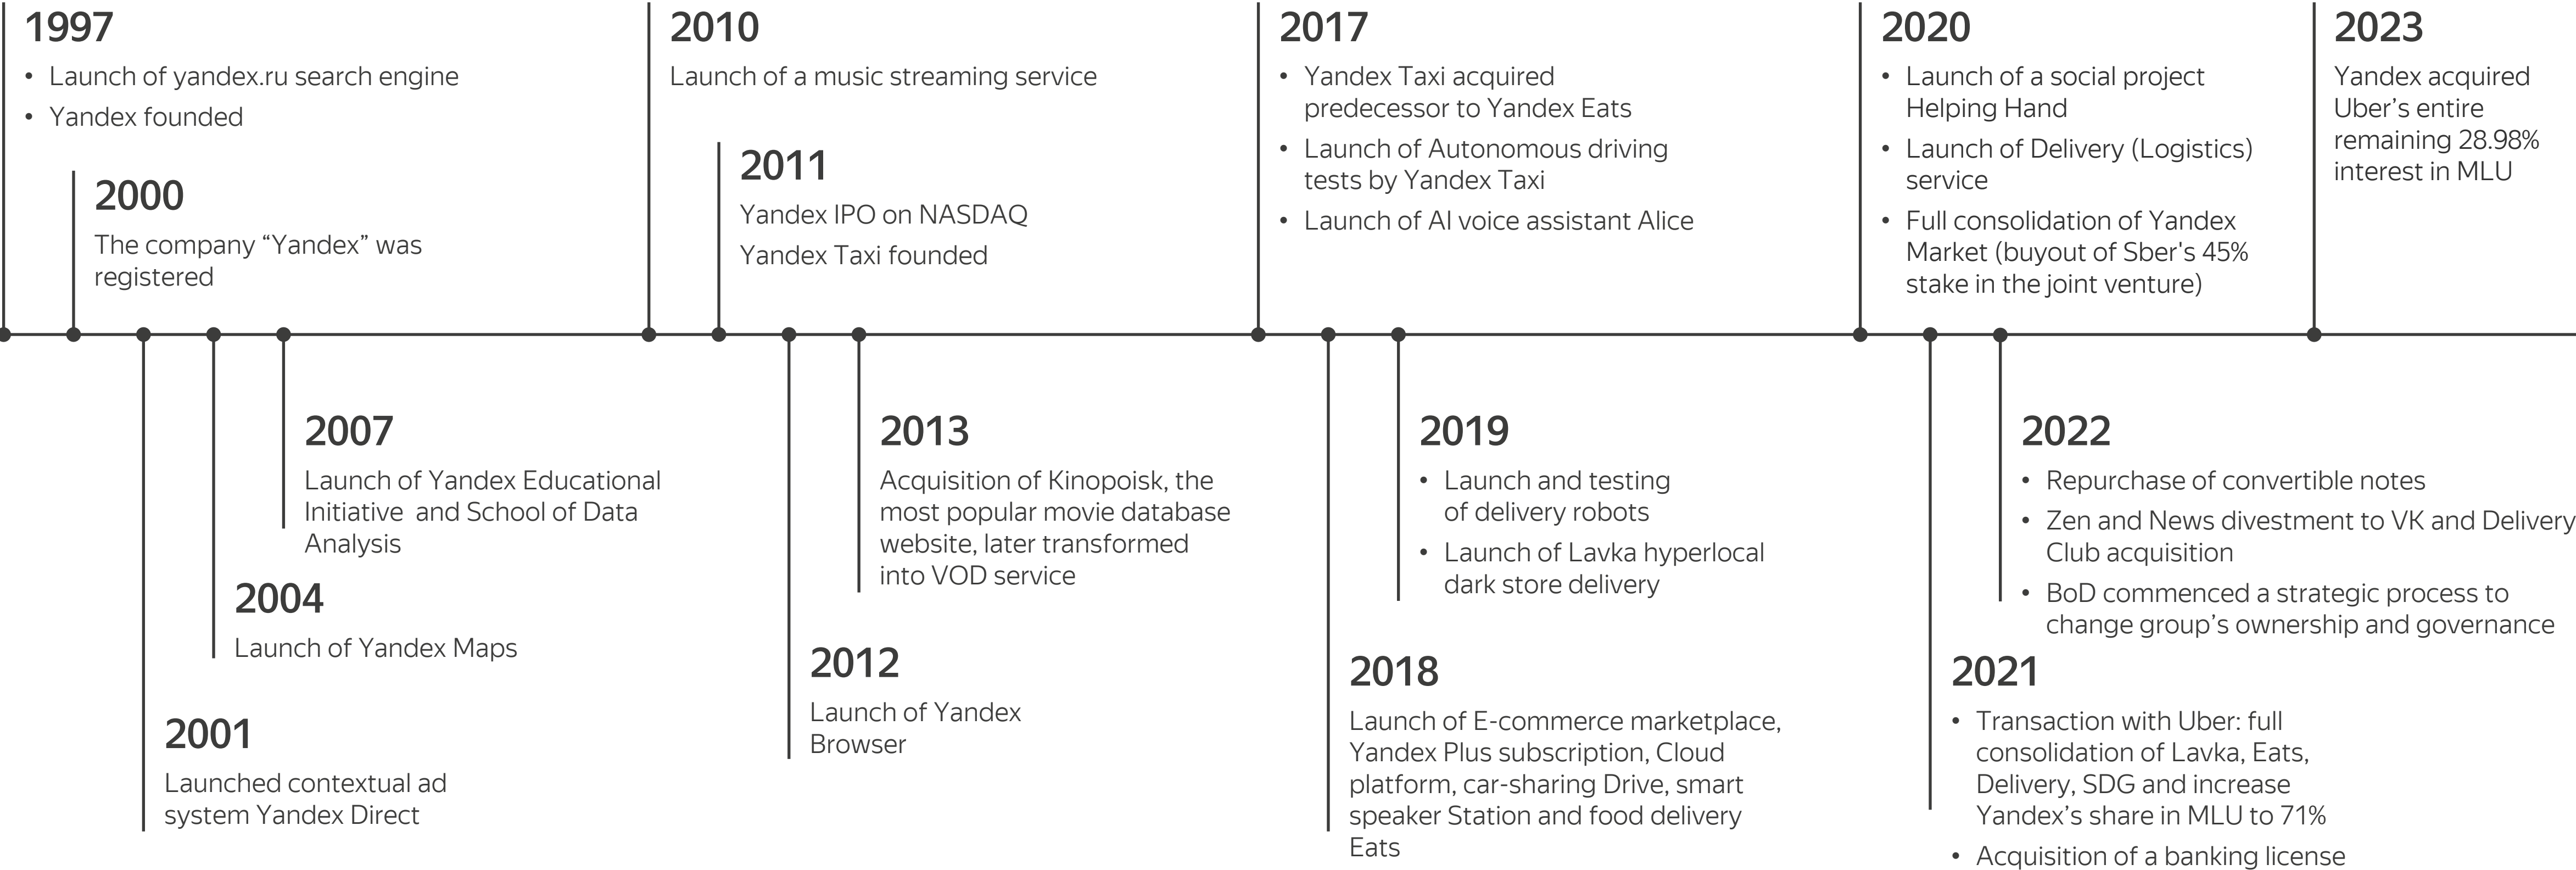 1997
• Launch of yandex.ru search engine
• Yandex founded
2000
The company “Yandex” was
registered
2001
Launched contextual ad
system Yandex Direct
2004
Launch of Yandex Maps
2007
Launch of Yandex Educational
Initiative and School of Data
Analysis
2010
Launch of a music streaming service
2011
Yandex IPO on NASDAQ
Yandex Taxi founded
2012
Launch of Yandex
Browser
2013
Acquisition of Kinopoisk, the
most popular movie database
website, later transformed
into VOD service
2017
• Yandex Taxi acquired
predecessor to Yandex Eats
• Launch of Autonomous driving
tests by Yandex Taxi
• Launch of AI voice assistant Alice
2018
Launch of E-commerce marketplace,
Yandex Plus subscription, Cloud
platform, car-sharing Drive, smart
speaker Station and food delivery
Eats
2019
• Launch and testing
of delivery robots
• Launch of Lavka hyperlocal
dark store delivery
2020
• Launch of a social project
Helping Hand
• Launch of Delivery (Logistics)
service
• Full consolidation of Yandex
Market (buyout of Sber's 45%
stake in the joint venture)
2021
• Transaction with Uber: full
consolidation of Lavka, Eats,
Delivery, SDG and increase
Yandex’s share in MLU to 71%
• Acquisition of a banking license
2022
• Repurchase of convertible notes
• Zen and News divestment to VK and Delivery
Club acquisition
• BoD commenced a strategic process to
change group’s ownership and governance
2023
Yandex acquired
Uber’s entire
remaining 28.98%
interest in MLU